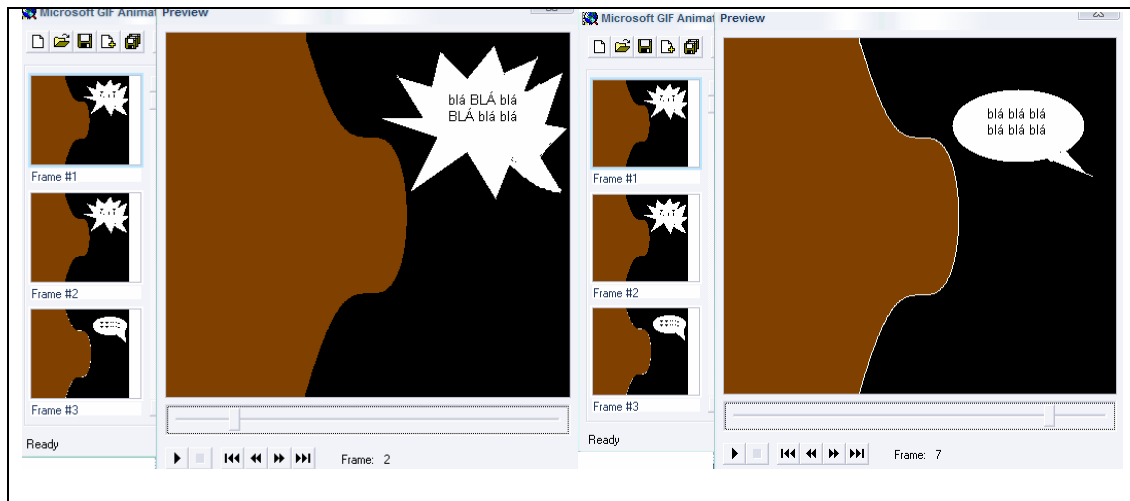 Microsoft GIF Animat
Preview
blá BLÁ blá
BLÁ blá blá
Frame #1
Frame #2
Frame #3
Ready
Frame: 2
Microsoft GIF Animat
Preview
blá blá blá
blá blá blá
Frame #1
Frame #2
Frame #3
Ready
Frame: 7